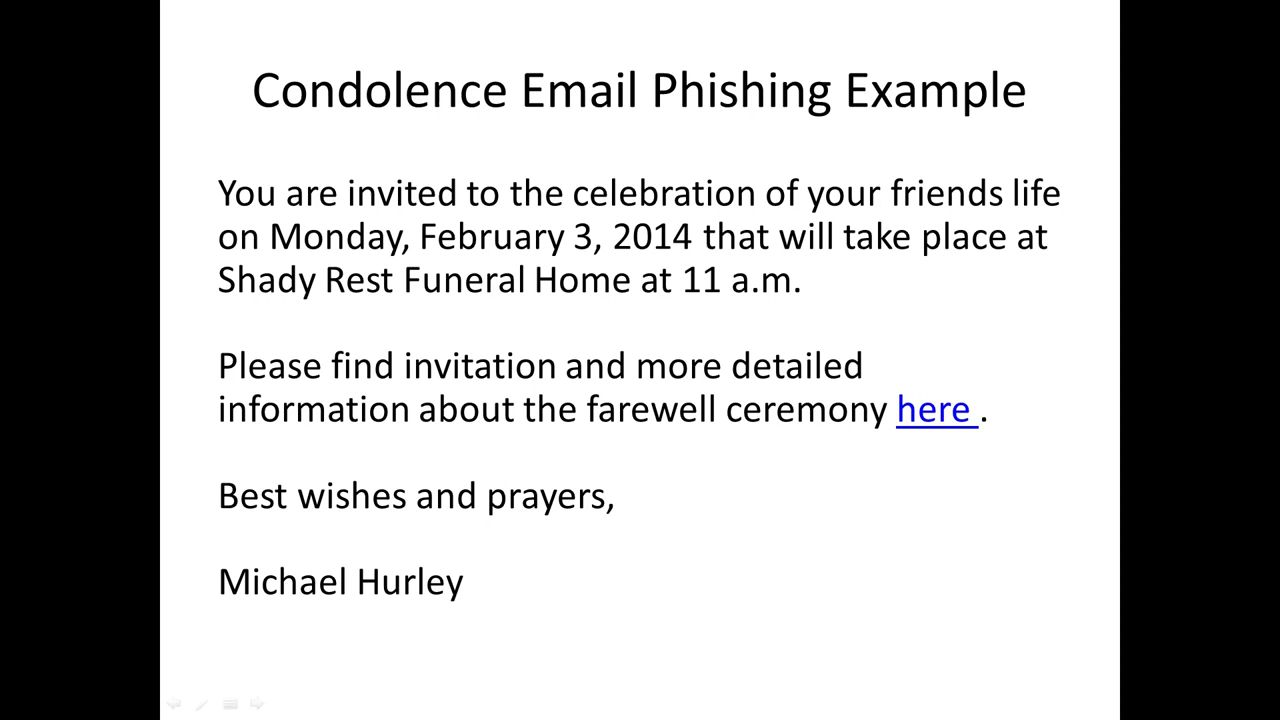 Condolence Email Phishing Example
You are invited to the celebration of your friends life
on Monday, February 3, 2014 that will take place at
Shady Rest Funeral Home at 11 a.m.
Please find invitation and more detailed
information about the farewell ceremony here .
Best wishes and prayers,
Michael Hurley